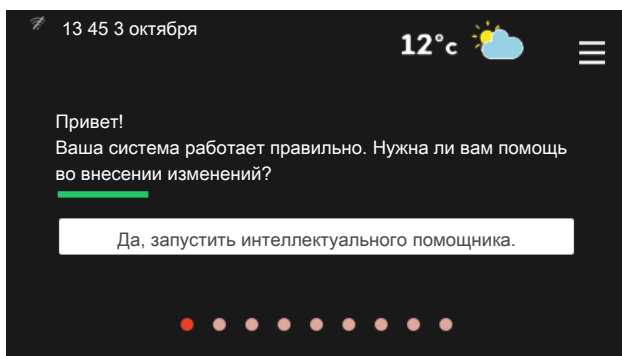 13 45 3 октября
12°c
Привет!
Ваша система работает правильно. Нужна ли вам помощь
во внесении изменений?
Да, запустить интеллектуального помощника.